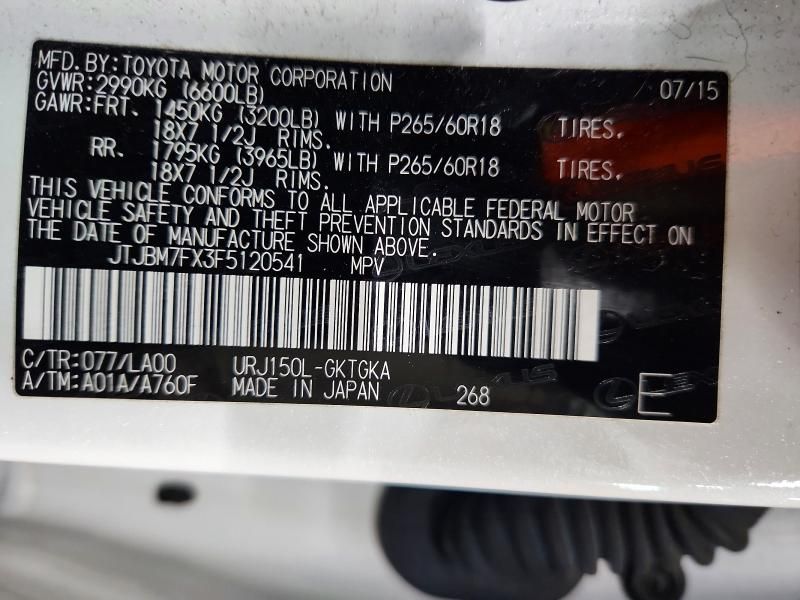 MFD.BY:TOYOTA MOTOR CORPORATION 07/15
GVWR:2990KG (6600LB)
GAWR:FRT. 1450KG (3200LB) WITH P265/60R18 TIRES,
18X7 1/2J RIMS.
RR. 1795KG (3965LB) WITH P265/60R18 TIRES,
18X7 1/2J RIMS.
THIS VEHICLE CONFORMS TO ALL APPLICABLE FEDERAL MOTOR
VEHICLE SAFETY AND THEFT PREVENTION STANDARDS IN EFFECT ON
THE DATE OF MANUFACTURE SHOWN ABOVE.
JTJBM7FX3F5120541 MPV
C/TR:077/LA00 URJ150L-GKTGKA
A/TM:A01A/A760F MADE IN JAPAN 268 E
LEXUS